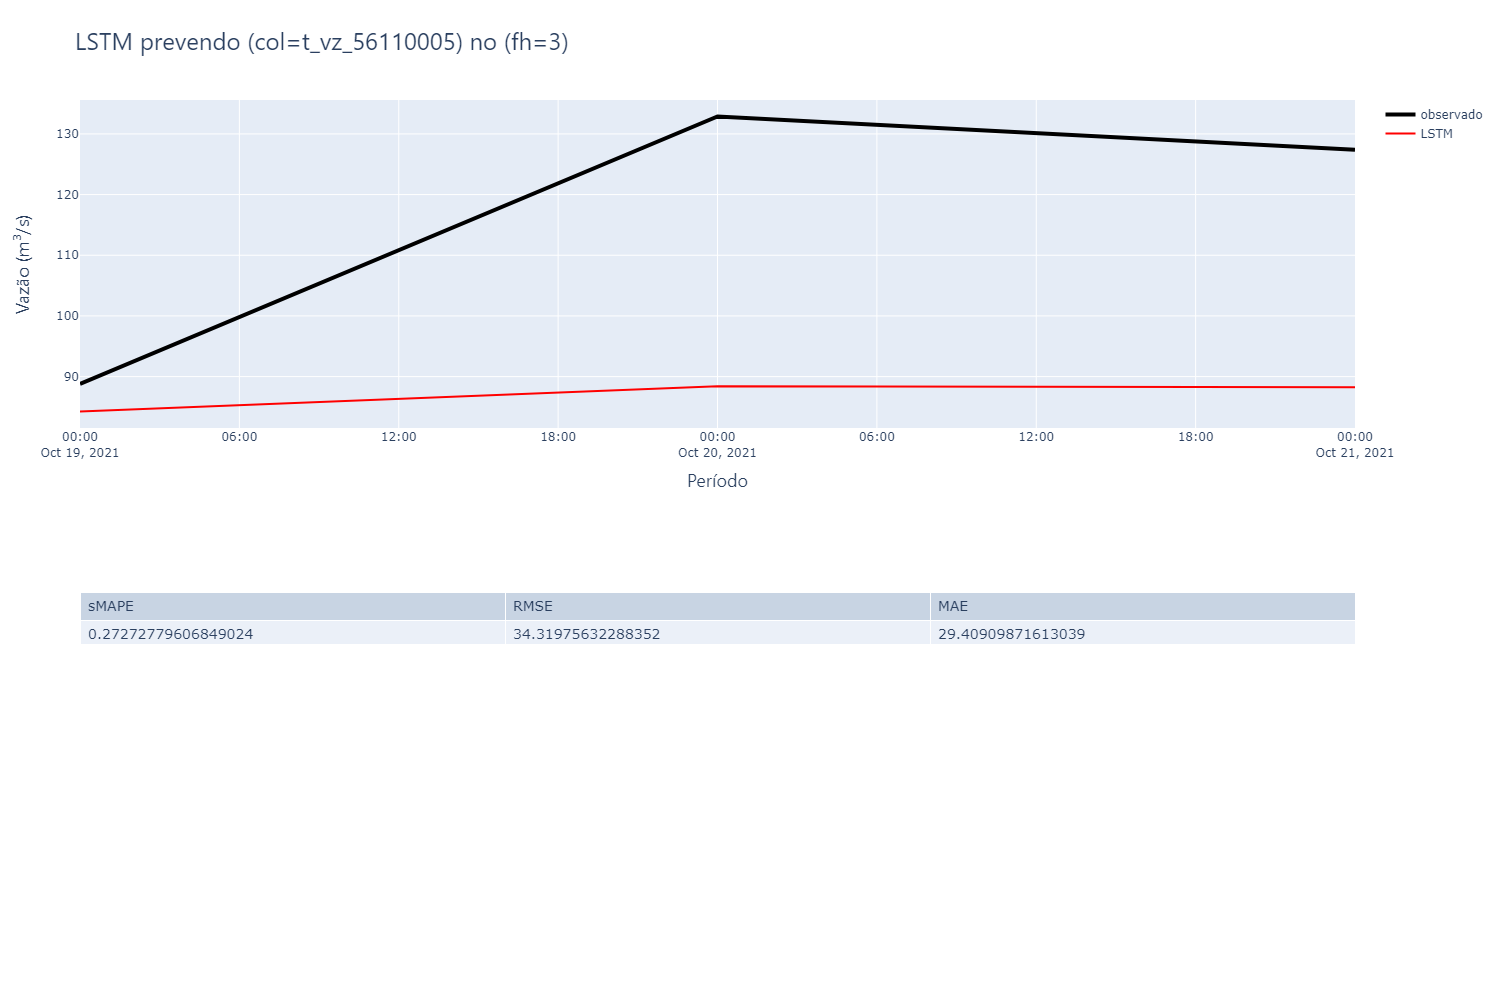 LSTM prevendo (col=t_vz_56110005) no (fh=3)
observado
LSTM
Vazão (m³/s)
130
120
110
100
90
00:00 06:00 12:00 18:00 00:00 06:00 12:00 18:00 00:00
Oct 19, 2021 Oct 20, 2021 Oct 21, 2021
Período
sMAPE RMSE MAE
0.27272779606849024 34.31975632288352 29.40909871613039